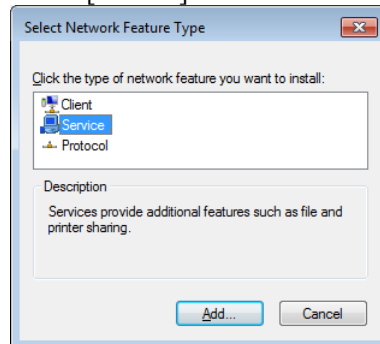 Select Network Feature Type
Click the type of network feature you want to install:
Client
Service
Protocol
Description
Services provide additional features such as file and
printer sharing.
Add...
Cancel